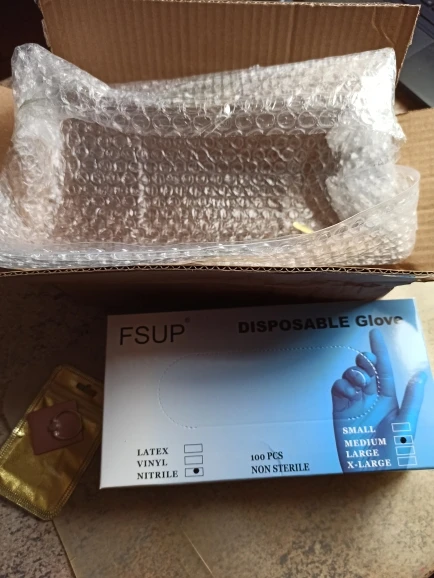 FSUP®
DISPOSABLE Glove
LATEX
VINYL
NITRILE
100 PCS
NON STERILE
SMALL
MEDIUM
LARGE
X-LARGE